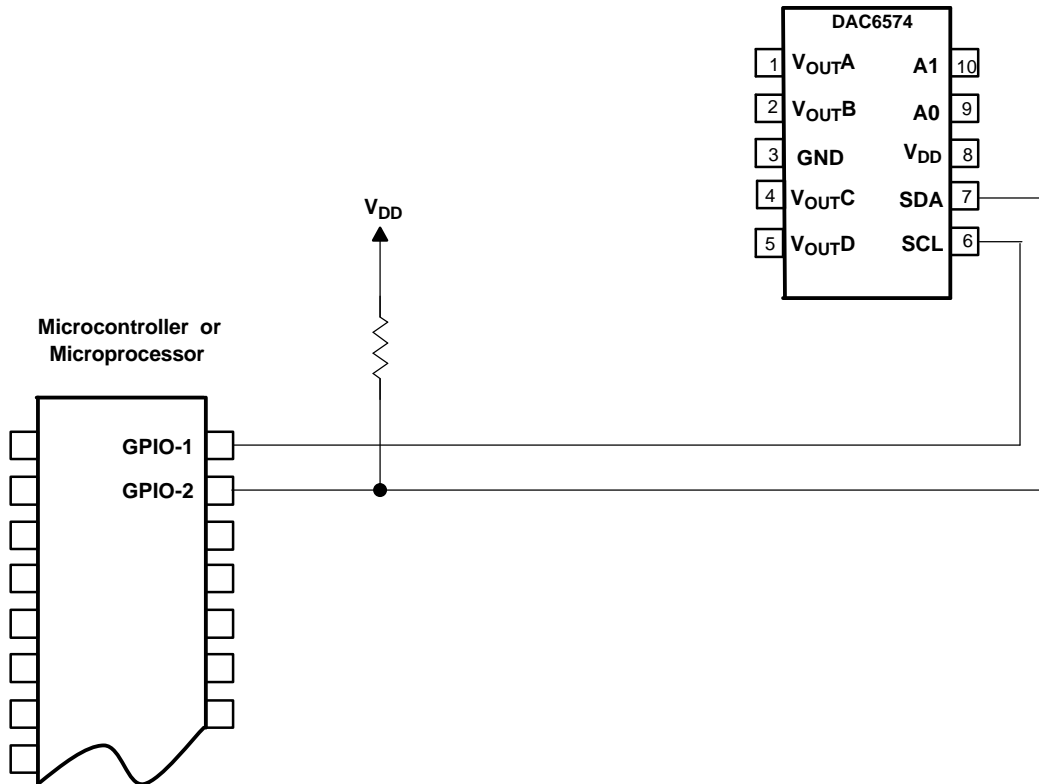 DAC6574
1 VOUTA A1 10
2 VOUTB A0 9
3 GND VDD 8
4 VOUTC SDA 7
5 VOUTD SCL 6
VDD
Microcontroller or
Microprocessor
GPIO-1
GPIO-2